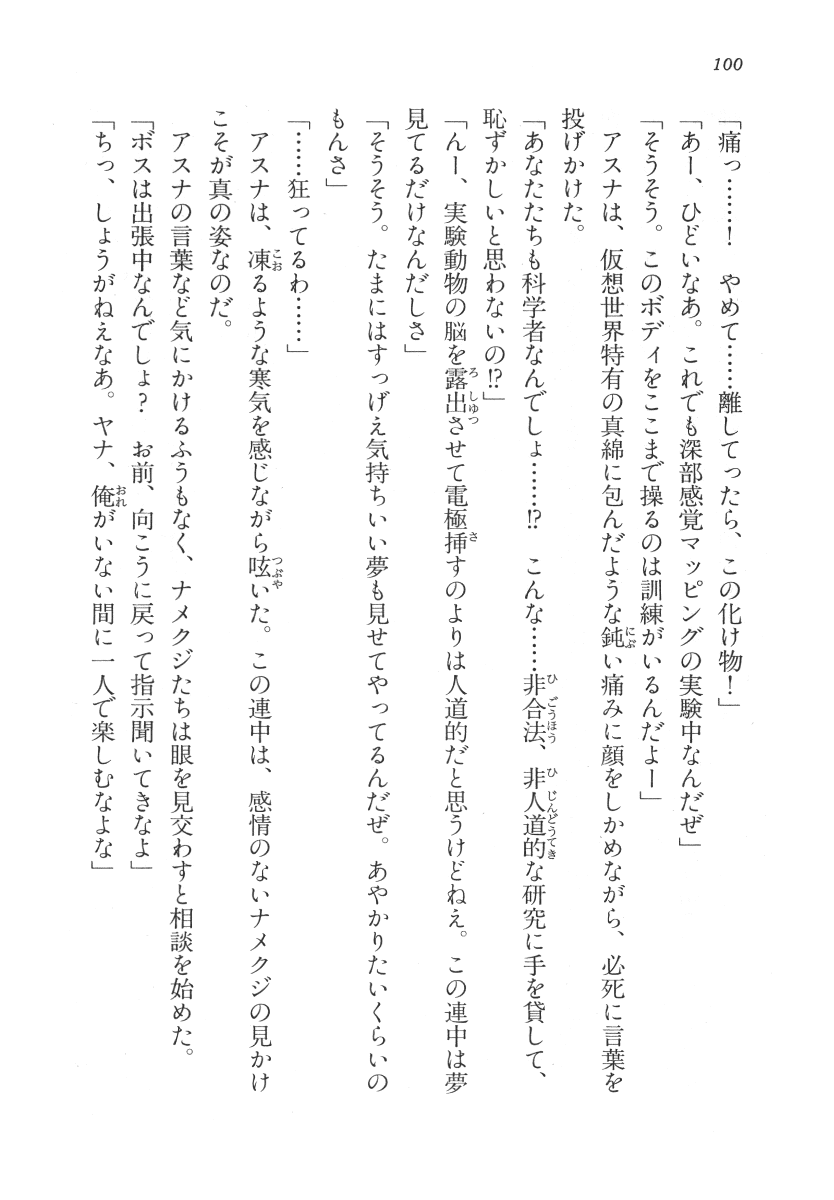 100
「痛っ……！　やめて……離してったら、この化け物！」
「あー、ひどいなあ。これでも深部感覚マッピングの実験中なんだぜ」
「そうそう。このボディをここまで操るのは訓練がいるんだよー」
　アスナは、仮想世界特有の真綿に包んだような鈍い痛みに顔をしかめながら、必死に言葉を
投げかけた。
「あなたたちも科学者なんでしょ……!?　こんな……非合法、非人道的な研究に手を貸して、
恥ずかしいと思わないの!?」
「んー、実験動物の脳を露出させて電極挿すのよりは人道的だと思うけどねえ。この連中は夢
見てるだけなんだしさ」
「そうそう。たまにはすっげえ気持ちいい夢も見せてやってるんだぜ。あやかりたいくらいの
もんさ」
「……狂ってるわ……」
　アスナは、凍るような寒気を感じながら呟いた。この連中は、感情のないナメクジの見かけ
こそが真の姿なのだ。
　アスナの言葉など気にかけるふうもなく、ナメクジたちは眼を見交わすと相談を始めた。
「ボスは出張中なんでしょ？　お前、向こうに戻って指示聞いてきなよ」
「ちっ、しょうがねえなあ。ヤナ、俺がいない間に一人で楽しむなよな」